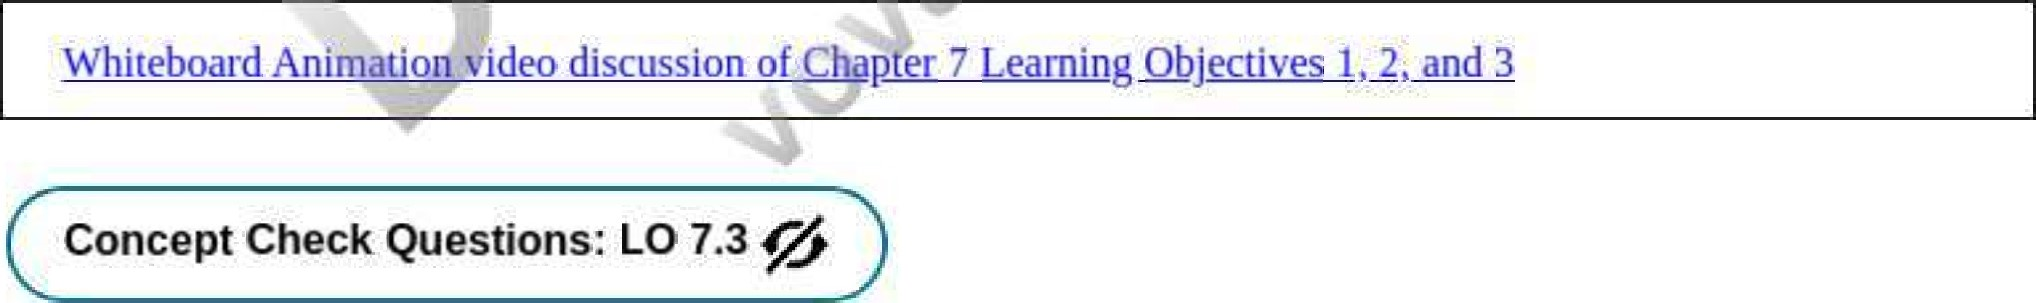 Whiteboard Animation video discussion of Chapter 7 Learning Objectives 1, 2, and 3
Concept Check Questions: LO 7.3